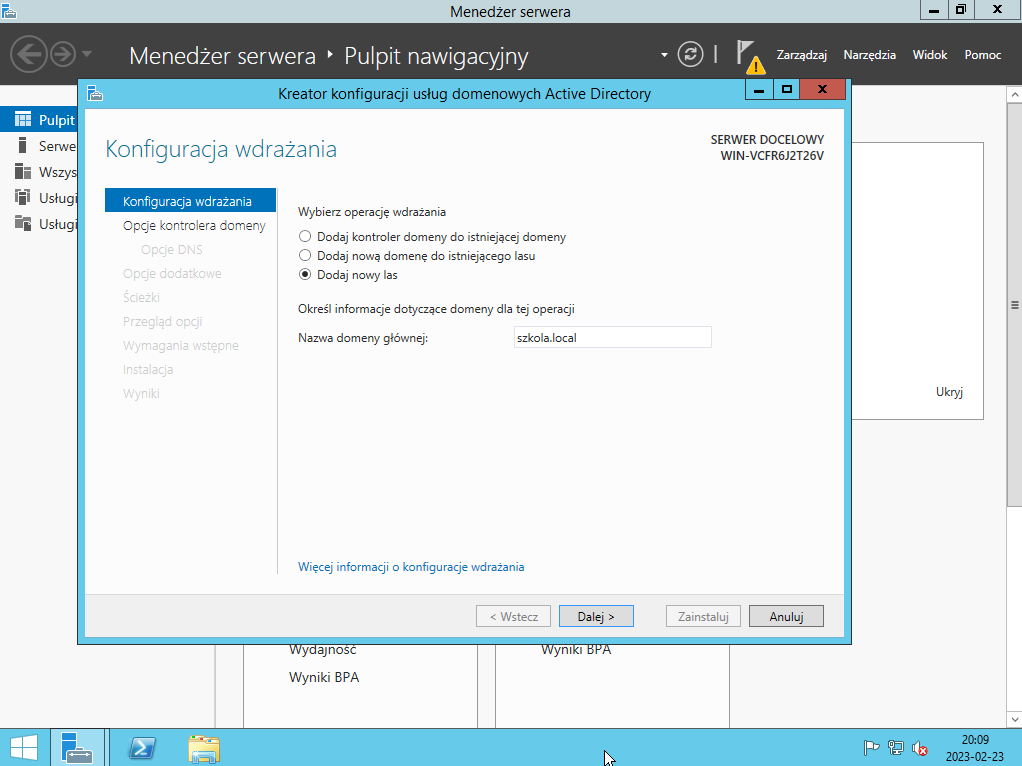 Menedżer serwera
Menedżer serwera ‣ Pulpit nawigacyjny
Zarządzaj Narzędzia Widok Pomoc
Pulpit
Serwe
Wszys
Usługi
Usługi
Kreator konfiguracji usług domenowych Active Directory
Konfiguracja wdrażania
SERWER DOCELOWY
WIN-VCFR6J2T26V
Konfiguracja wdrażania
Opcje kontrolera domeny
Opcje DNS
Opcje dodatkowe
Ścieżki
Przegląd opcji
Wymagania wstępne
Instalacja
Wyniki
Wybierz operację wdrażania
Dodaj kontroler domeny do istniejącej domeny
Dodaj nową domenę do istniejącego lasu
Dodaj nowy las
Określ informacje dotyczące domeny dla tej operacji
Nazwa domeny głównej: szkola.local
Więcej informacji o konfiguracje wdrażania
< Wstecz Dalej > Zainstaluj Anuluj
Ukryj
Wydajność
Wyniki BPA
Wyniki BPA
20:09
2023-02-23